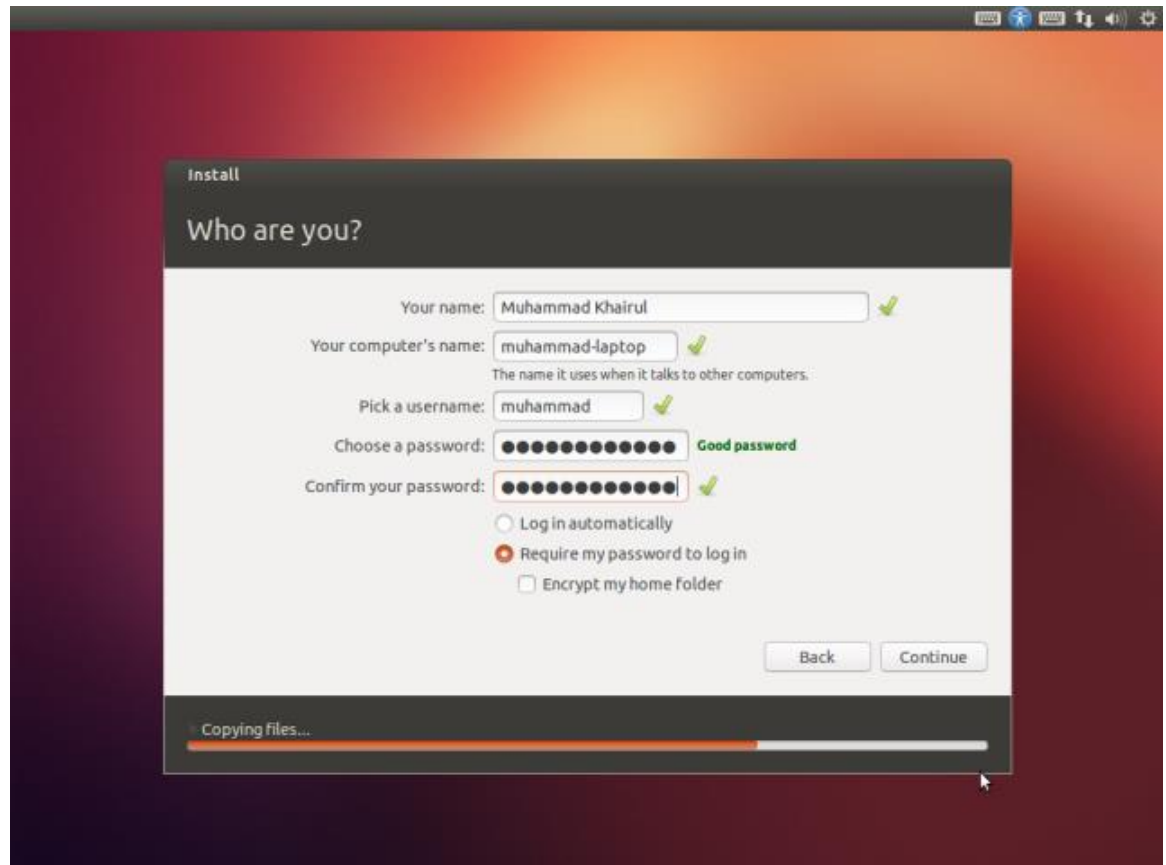 Install
Who are you?
Your name: Muhammad Khairul
Your computer's name: muhammad-laptop
The name it uses when it talks to other computers.
Pick a username: muhammad
Choose a password: ●●●●●●●●●●●● Good password
Confirm your password: ●●●●●●●●●●●●
Log in automatically
Require my password to log in
Encrypt my home folder
Back Continue
Copying files...